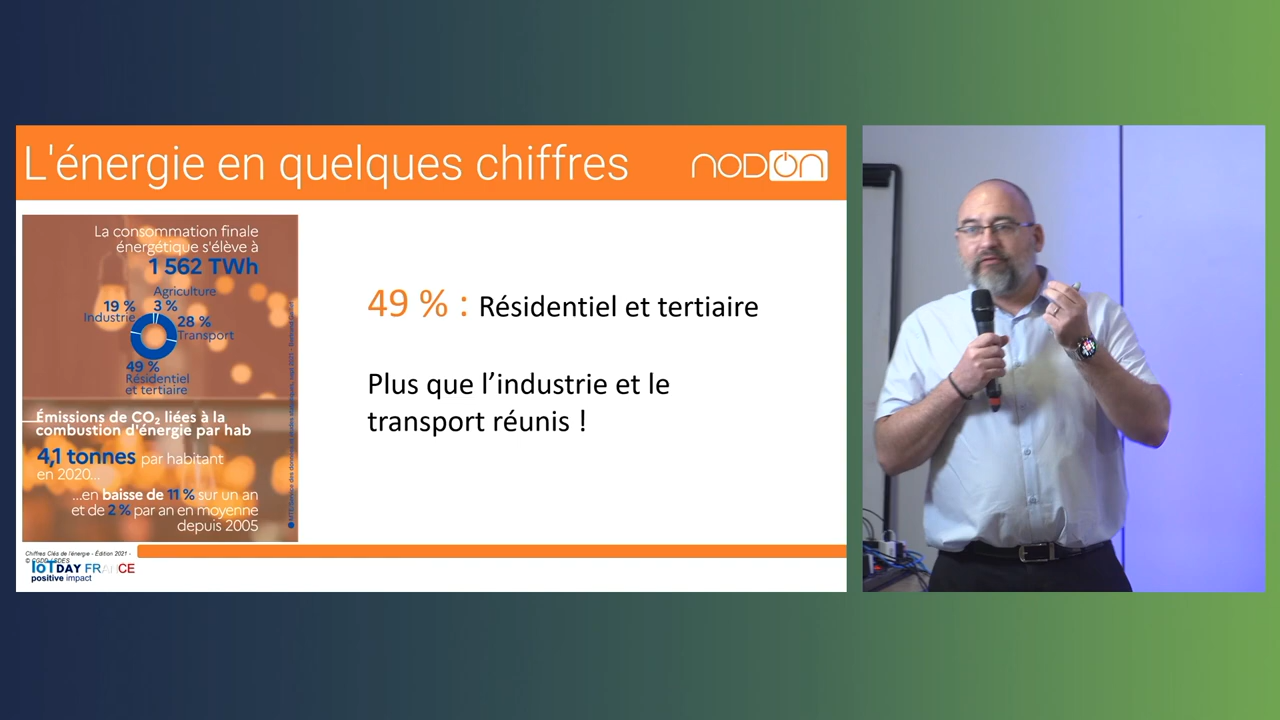 L'énergie en quelques chiffres
NODON
La consommation finale
énergétique s'élève à
1 562 TWh
Agriculture
3 %
19 %
Industrie
28 %
Transport
49 %
Résidentiel
et tertiaire
Émissions de CO₂ liées à la
combustion d'énergie par hab
4,1 tonnes par habitant
en 2020...
...en baisse de 11 % sur un an
et de 2 % par an en moyenne
depuis 2005
49 % : Résidentiel et tertiaire
Plus que l’industrie et le
transport réunis !
Chiffres Clés de l'énergie - Édition 2021 -
© CGDD / SDES
IoT DAY FRANCE
positive impact